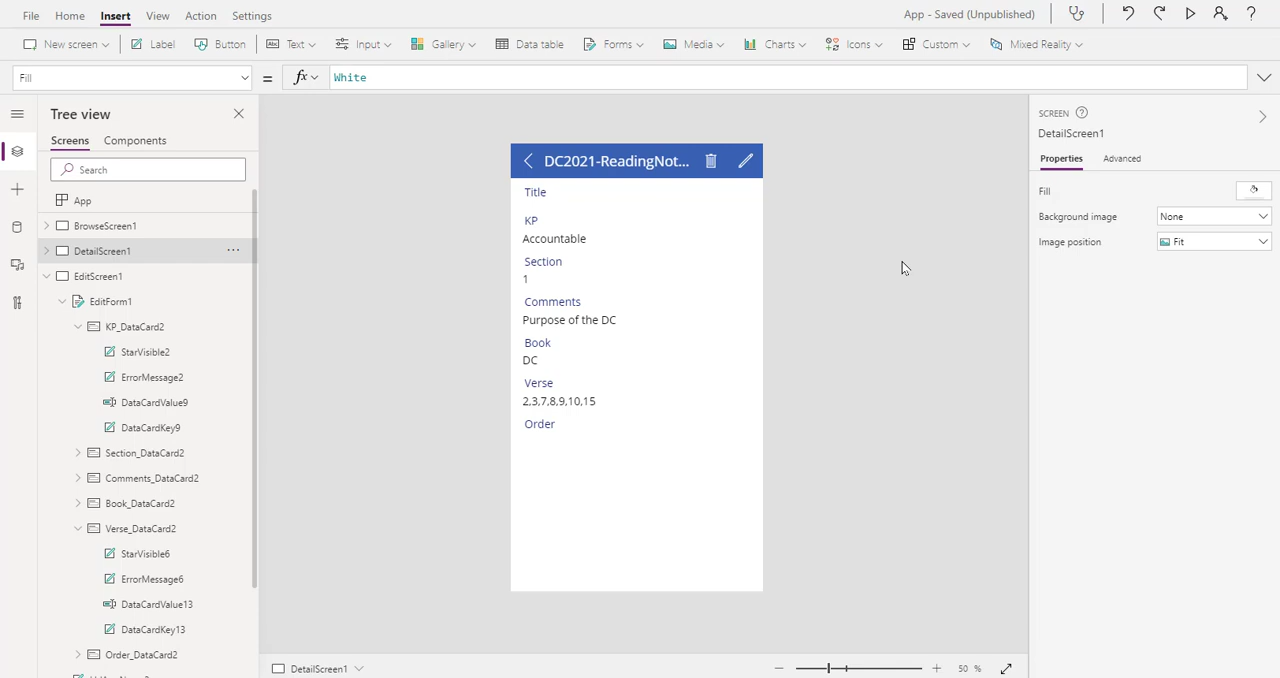 File Home Insert View Action Settings App - Saved (Unpublished)
New screen Label Button Text Input Gallery Data table Forms Media Charts Icons Custom Mixed Reality
Fill = fx White
Tree view
Screens Components
Search
App
BrowseScreen1
DetailScreen1 ...
EditScreen1
EditForm1
KP_DataCard2
StarVisible2
ErrorMessage2
DataCardValue9
DataCardKey9
Section_DataCard2
Comments_DataCard2
Book_DataCard2
Verse_DataCard2
StarVisible6
ErrorMessage6
DataCardValue13
DataCardKey13
Order_DataCard2
DC2021-ReadingNot...
Title
KP
Accountable
Section
1
Comments
Purpose of the DC
Book
DC
Verse
2,3,7,8,9,10,15
Order
DetailScreen1
50 %
SCREEN
DetailScreen1
Properties Advanced
Fill
Background image None
Image position Fit